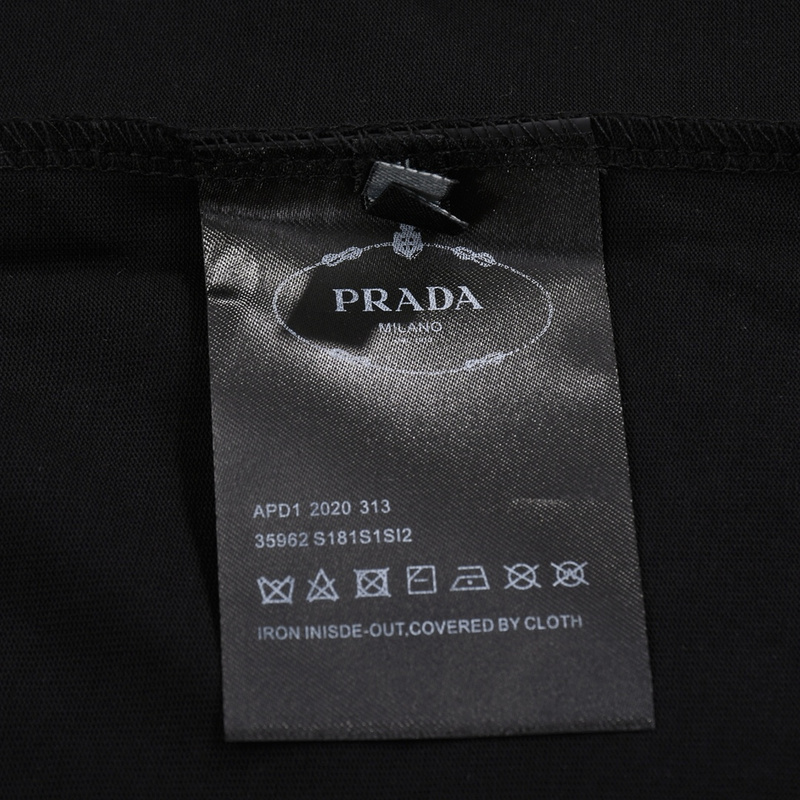 PRADA
MILANO
APD1 2020 313
35962 S181S1SI2
IRON INISDE-OUT,COVERED BY CLOTH